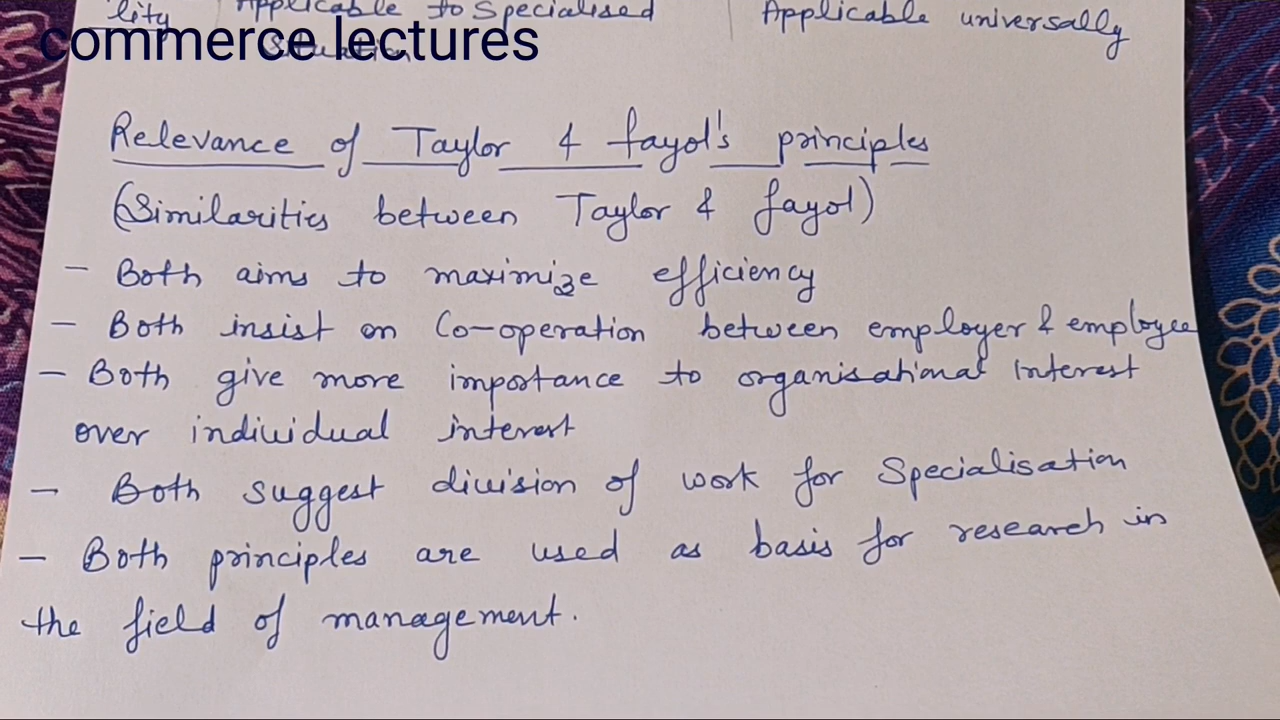 lity Applicable to Specialised Applicable universally
commerce lectures
Situation
Relevance of Taylor & fayol's principles
(Similarities between Taylor & fayol)
- Both aims to maximize efficiency
- Both insist on Co-operation between employer & employee
- Both give more importance to organisational Interest
over individual interest
- Both suggest division of work for Specialisation
- Both principles are used as basis for research in
the field of management.